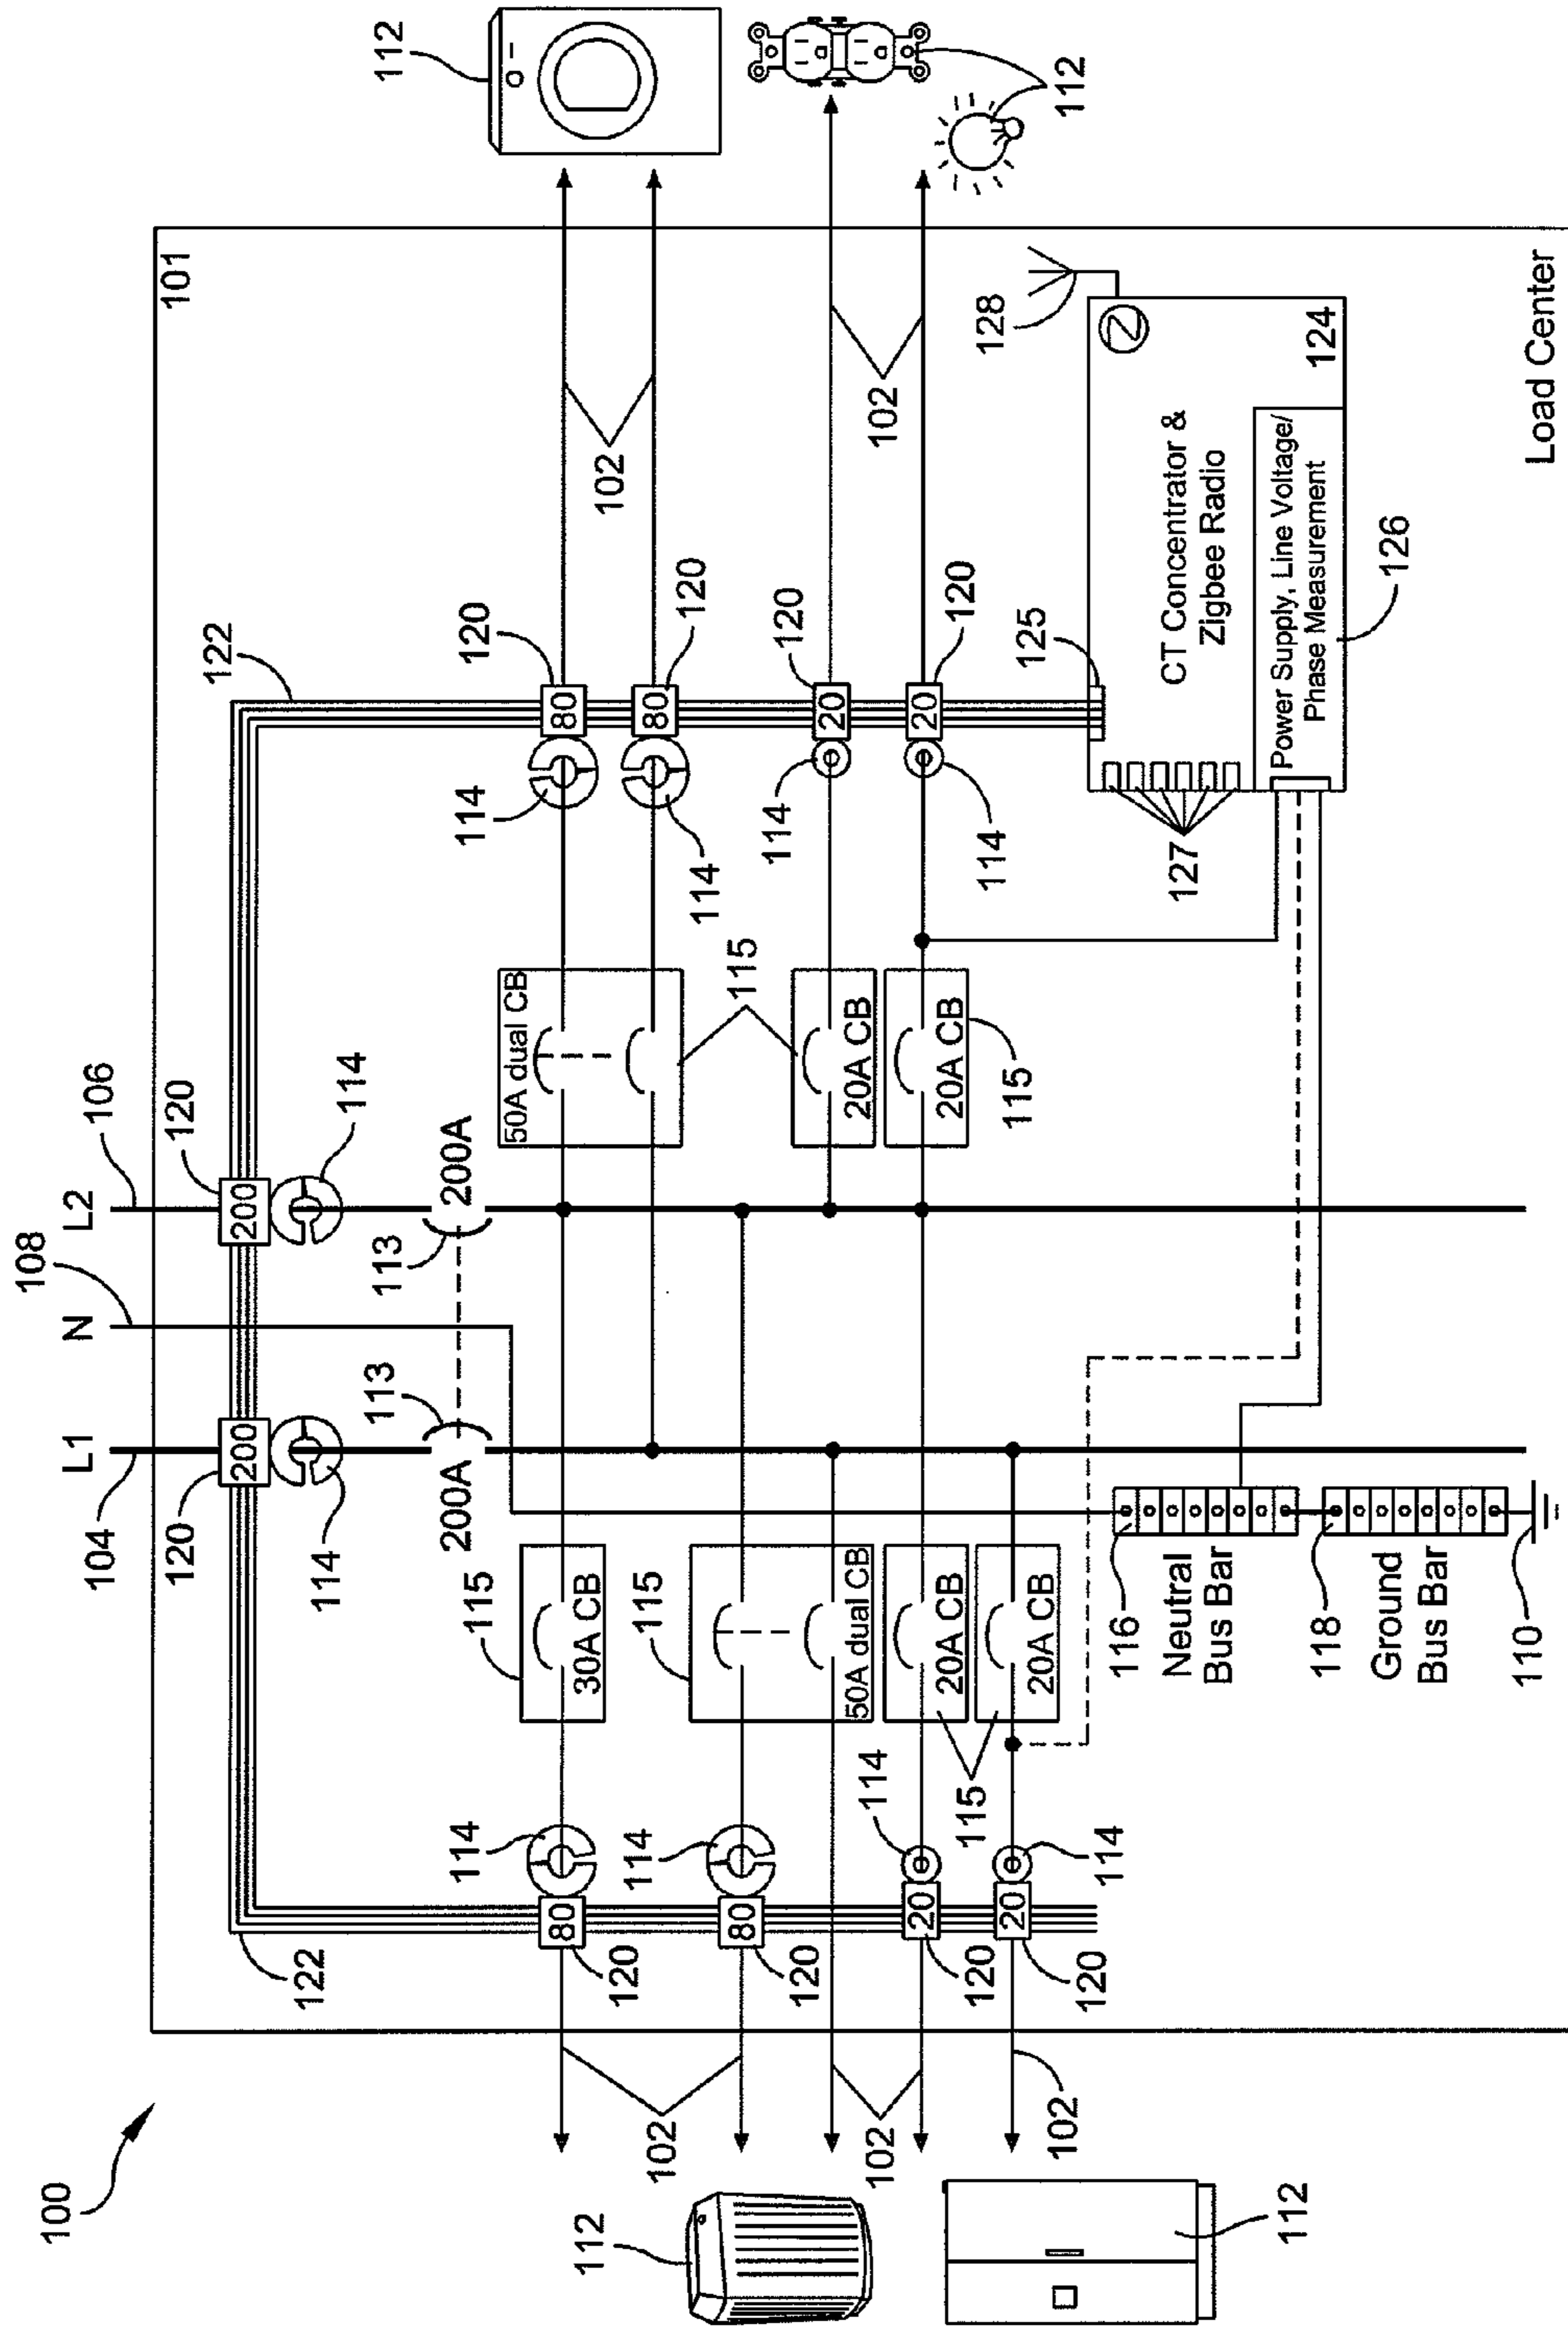 108
100
L1
N
L2
112
104
120
120
106
101
200
200
122
122
114
114
113
113
200A
200A
115
30A CB
50A dual CB
114
114
120
102
80
80
120
112
120
102
80
80
120
114
114
115
50A dual CB
115
20A CB
114
120
20
102
112
114
20
120
102
20A CB
20A CB
115
20A CB
115
114
20
120
102
114
20
120
125
128
112
116
Neutral
Bus Bar
127
CT Concentrator &
Zigbee Radio
118
Ground
Bus Bar
Power Supply, Line Voltage/
Phase Measurement
124
126
110
Load Center